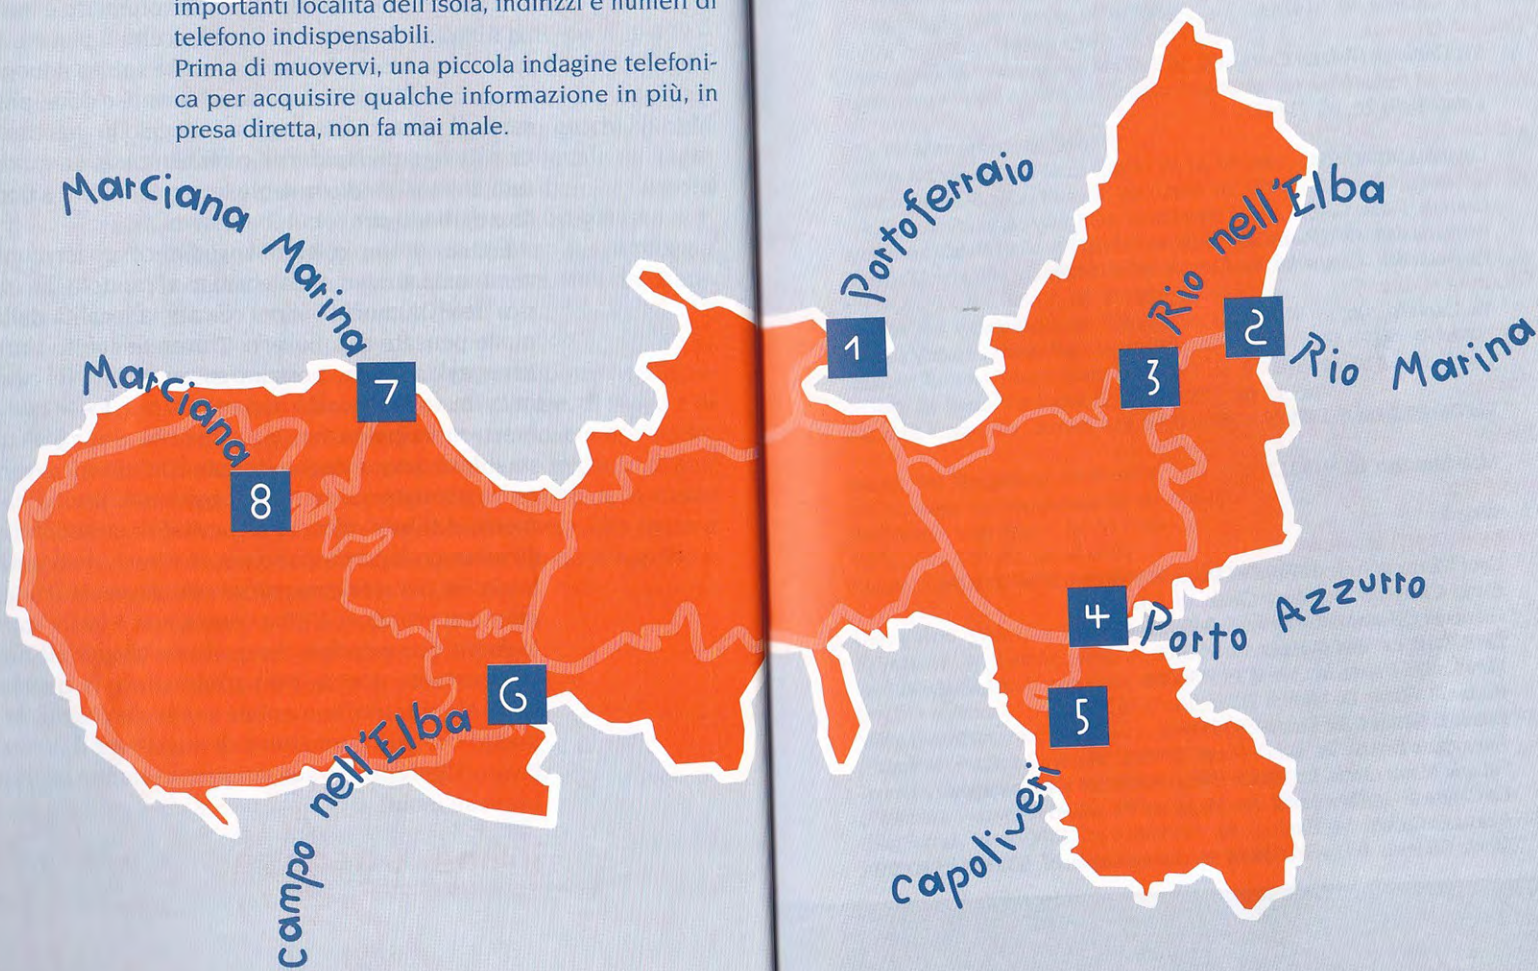 importanti località dell'isola, indirizzi e numeri di
telefono indispensabili.
Prima di muovervi, una piccola indagine telefoni-
ca per acquisire qualche informazione in più, in
presa diretta, non fa mai male.
Marciana Marina
7
Marciana
8
Portoferraio
1
Rio nell'Elba
3
2
Rio Marina
4
Porto Azzurro
5
capoliveri
6
campo nell'Elba